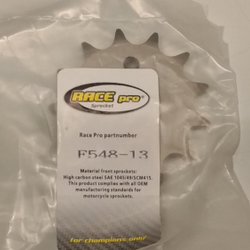 RACE pro
Sprocket
Race Pro partnumber
F548-13
Material front sprockets:
High carbon steel SAE 1045/49/SCM415.
This product complies with all OEM
manufacturing standards for
motorcycle sprockets.
for champions only